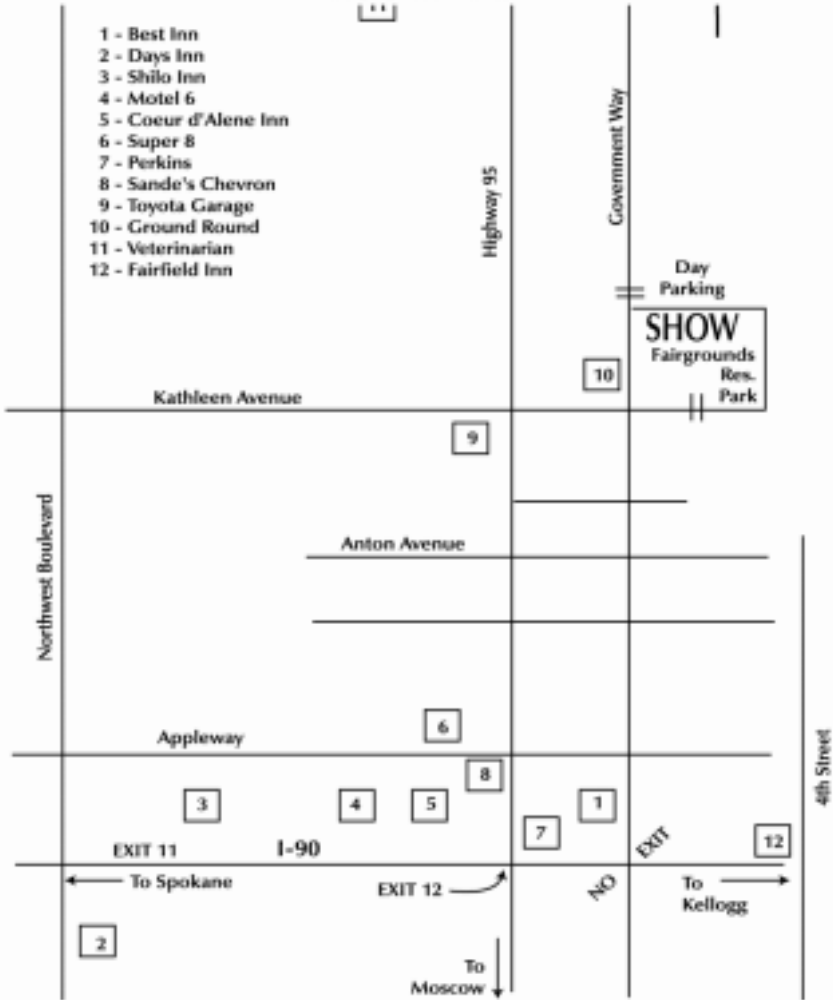 11
1 - Best Inn
2 - Days Inn
3 - Shilo Inn
4 - Motel 6
5 - Coeur d'Alene Inn
6 - Super 8
7 - Perkins
8 - Sande's Chevron
9 - Toyota Garage
10 - Ground Round
11 - Veterinarian
12 - Fairfield Inn
Highway 95
Government Way
Day
Parking
SHOW
Fairgrounds
Res.
Park
10
Kathleen Avenue
9
Northwest Boulevard
Anton Avenue
6
Appleway
4th Street
8
3
4
5
1
7
12
EXIT 11
I-90
NO
EXIT
To Spokane
EXIT 12
To
Kellogg
2
To
Moscow